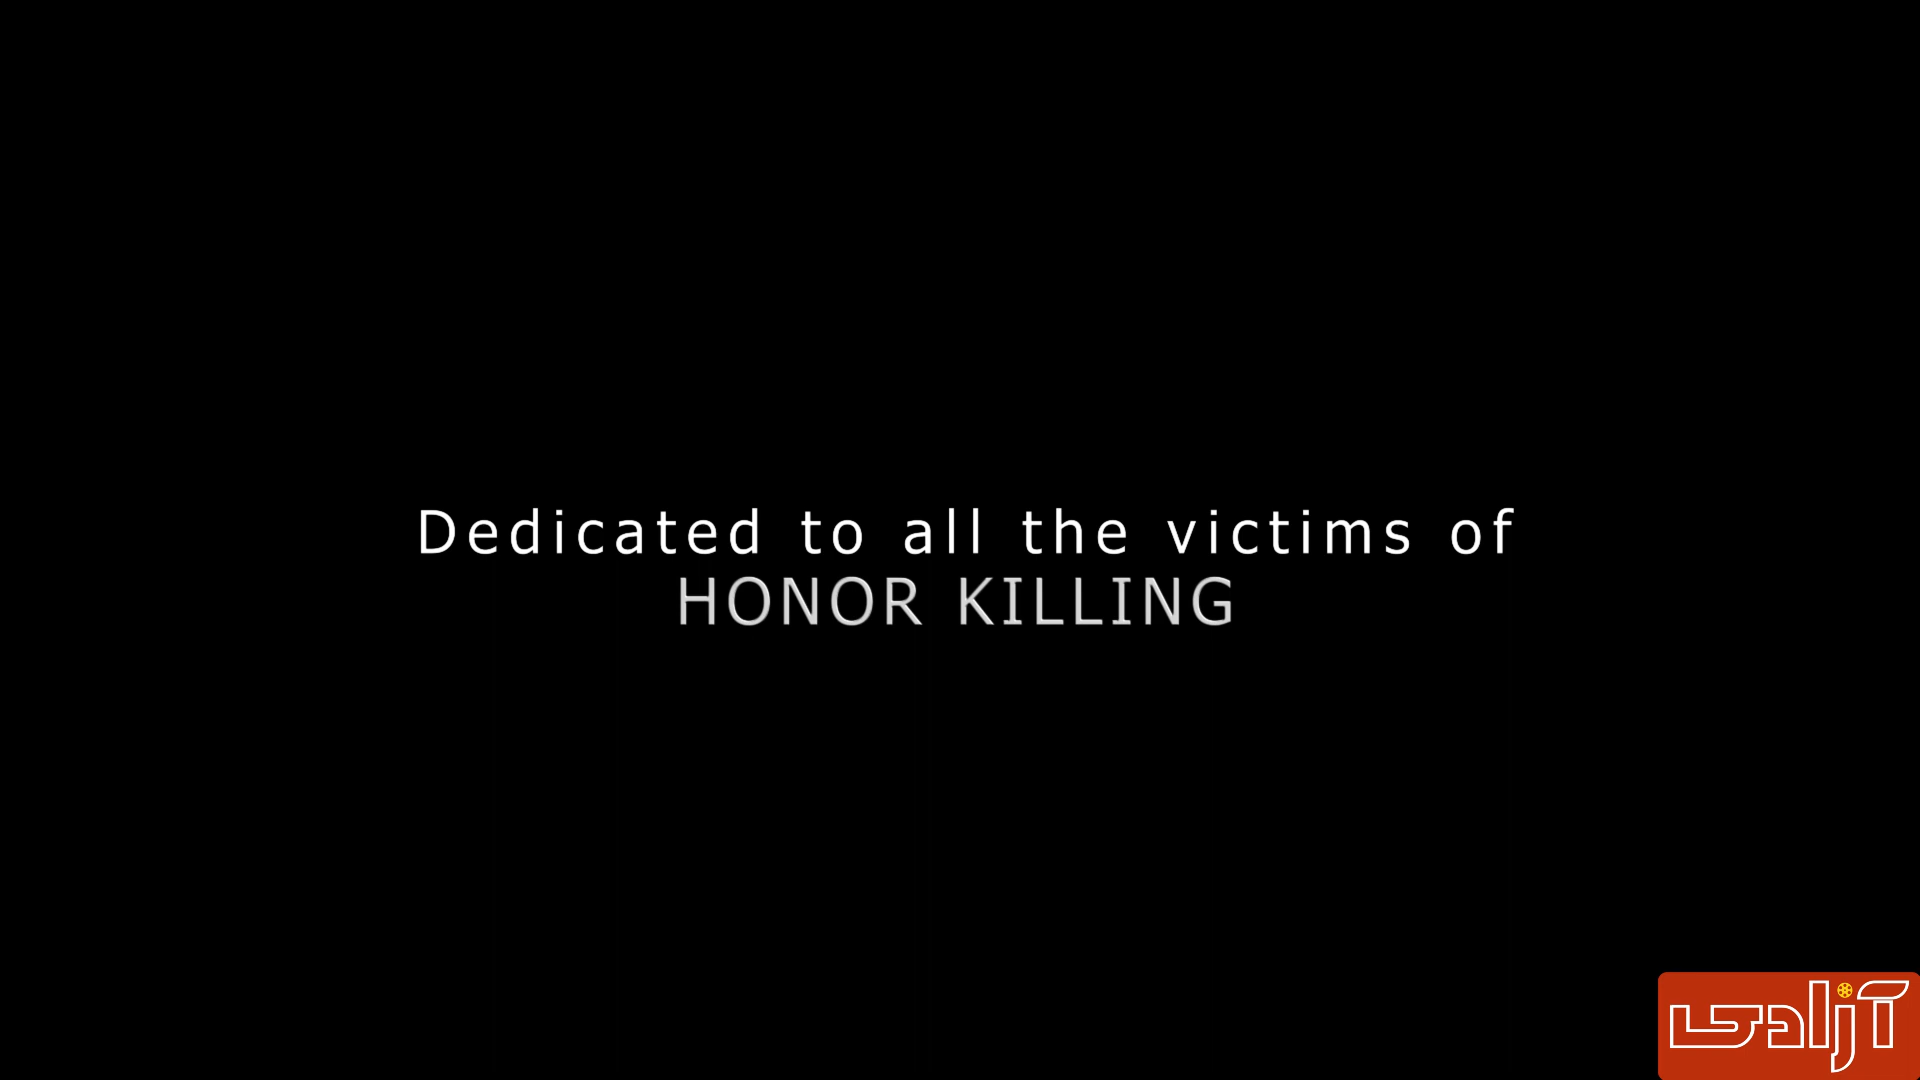 Dedicated to all the victims of
HONOR KILLING
آزادی